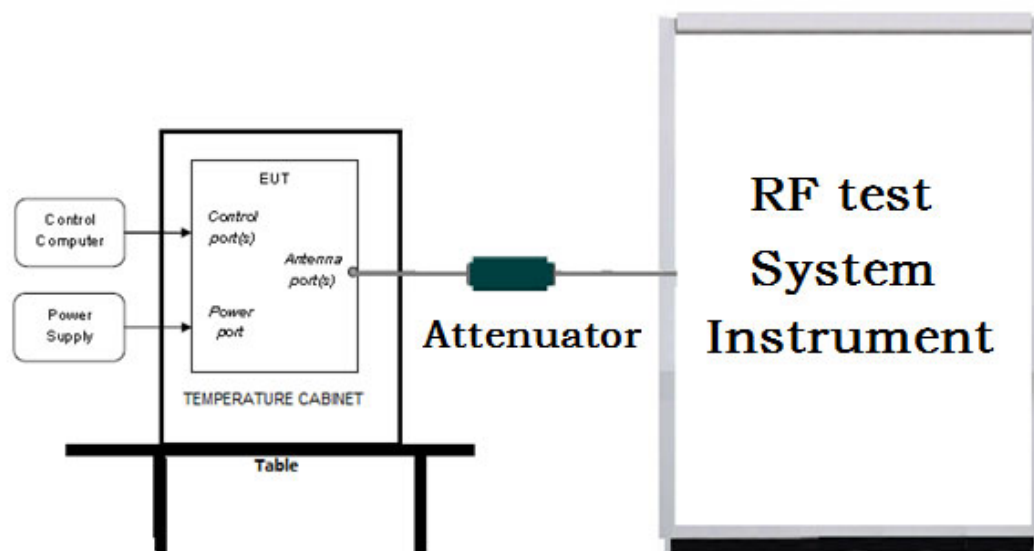 Control
Computer
Power
Supply
EUT
Control
port(s)
Antenna
port(s)
Power
port
TEMPERATURE CABINET
Table
Attenuator
RF test
System
Instrument